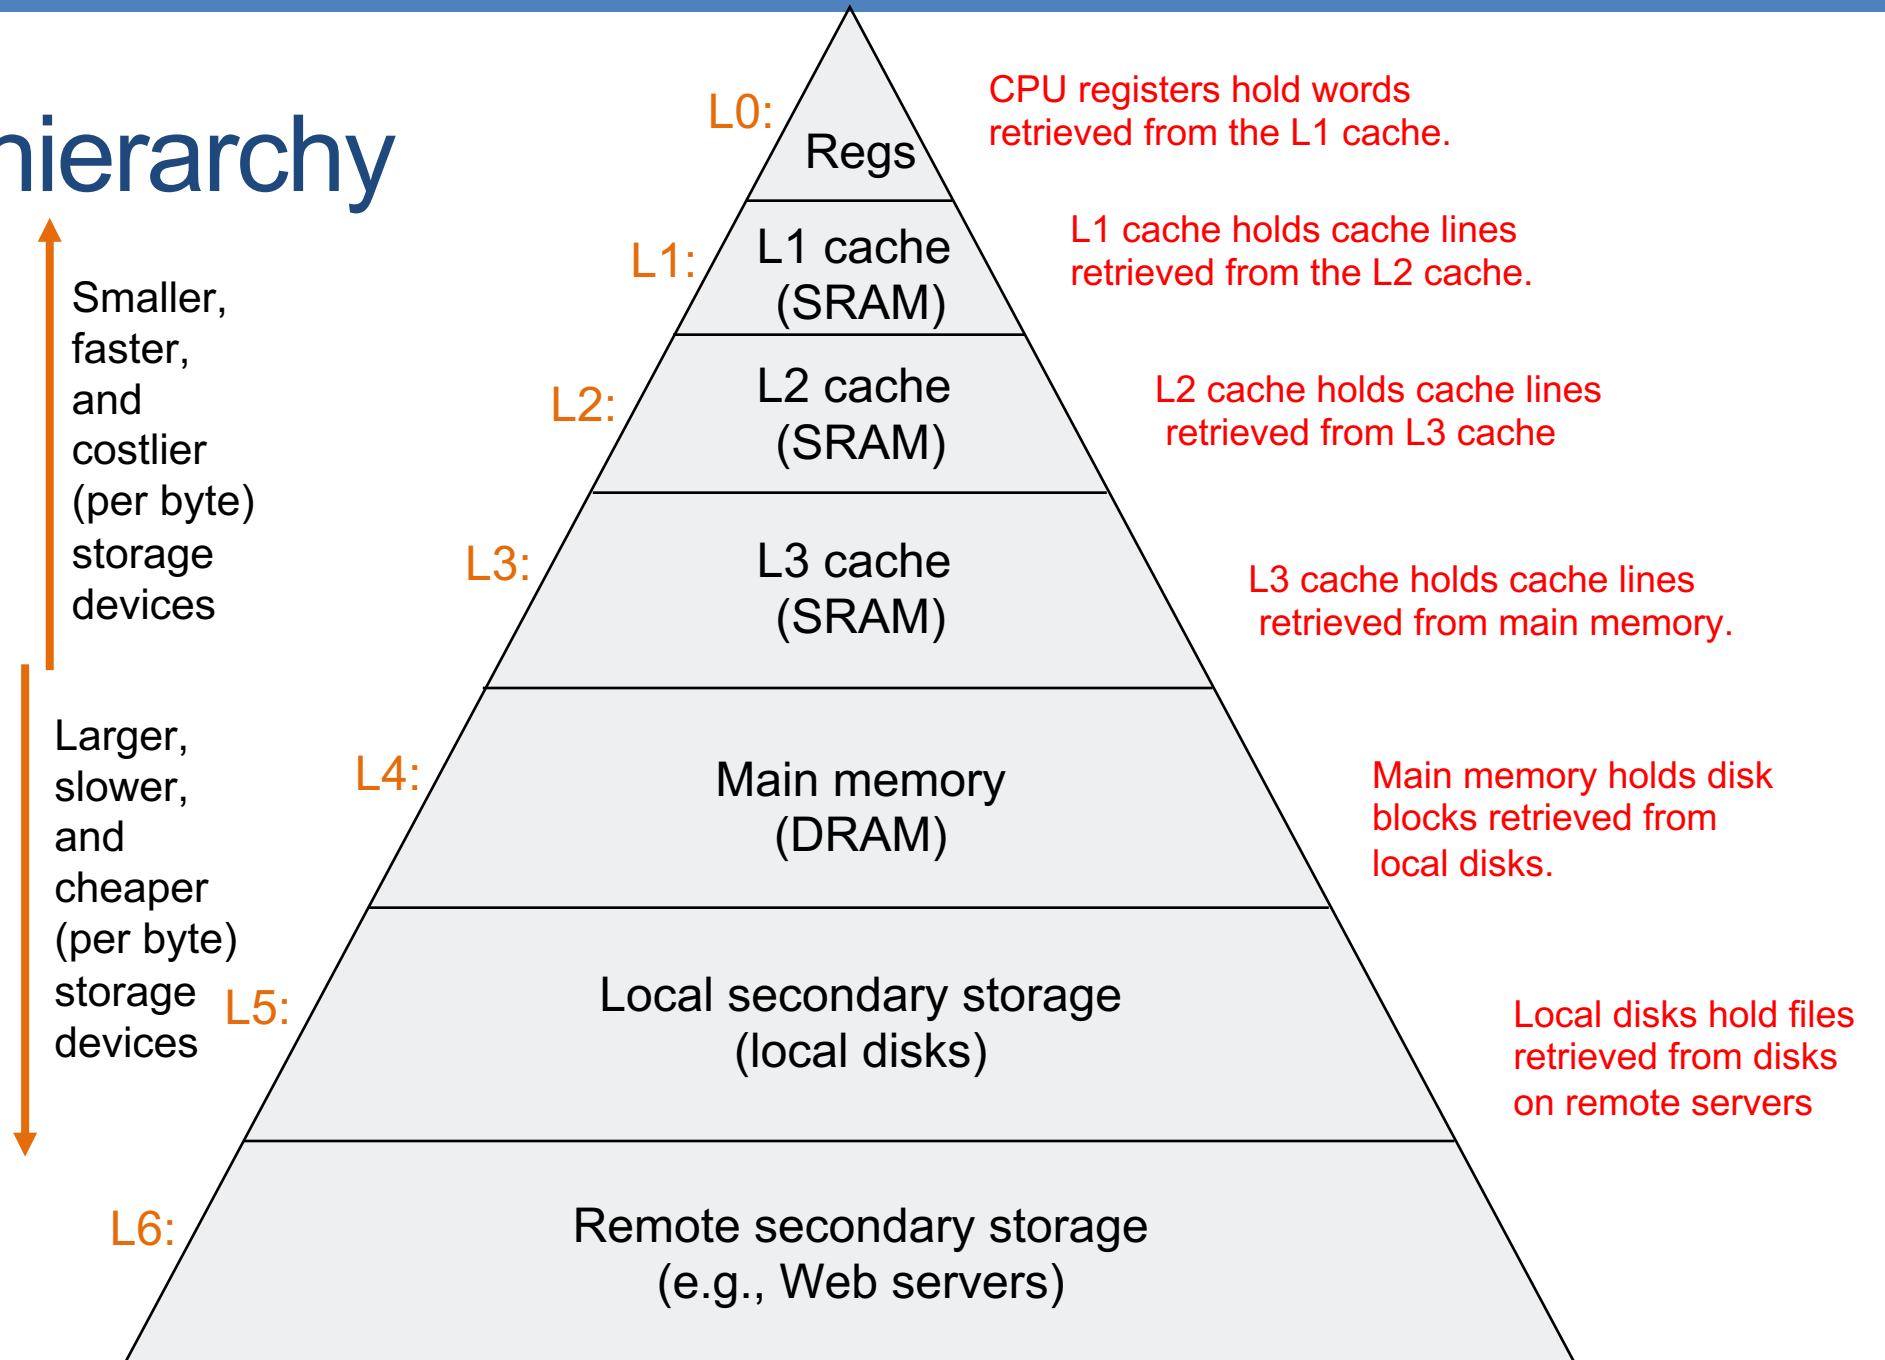 hierarchy
Smaller,
faster,
and
costlier
(per byte)
storage
devices
Larger,
slower,
and
cheaper
(per byte)
storage
devices
L0:
Regs
CPU registers hold words
retrieved from the L1 cache.
L1:
L1 cache
(SRAM)
L1 cache holds cache lines
retrieved from the L2 cache.
L2:
L2 cache
(SRAM)
L2 cache holds cache lines
retrieved from L3 cache
L3:
L3 cache
(SRAM)
L3 cache holds cache lines
retrieved from main memory.
L4:
Main memory
(DRAM)
Main memory holds disk
blocks retrieved from
local disks.
L5:
Local secondary storage
(local disks)
Local disks hold files
retrieved from disks
on remote servers
L6:
Remote secondary storage
(e.g., Web servers)